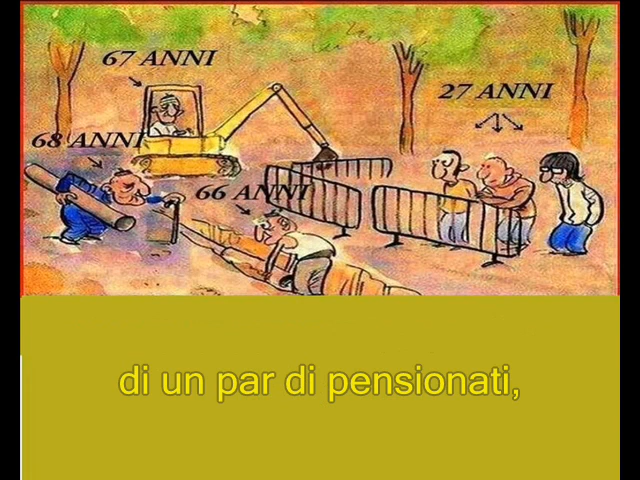 67 ANNI
27 ANNI
68 ANNI
66 ANNI
di un par di pensionati,